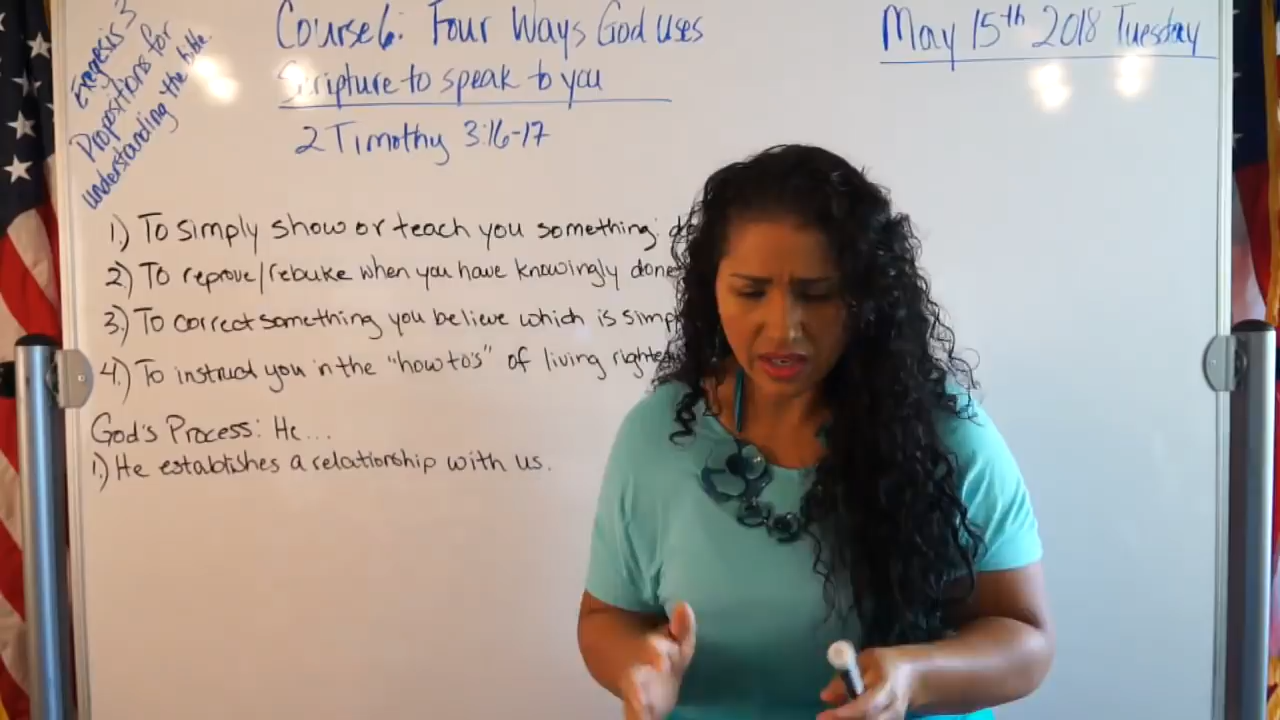 Exegesis 3
Propositions for
understanding the bible.
Course 6: Four Ways God uses
Scripture to speak to you
2 Timothy 3:16-17
May 15th 2018 Tuesday
1.) To simply show or teach you something:
2.) To reprove/rebuke when you have knowingly done
3.) To correct something you believe which is
4.) To instruct you in the "how to's" of living
God's Process: He...
1.) He establishes a relationship with us.